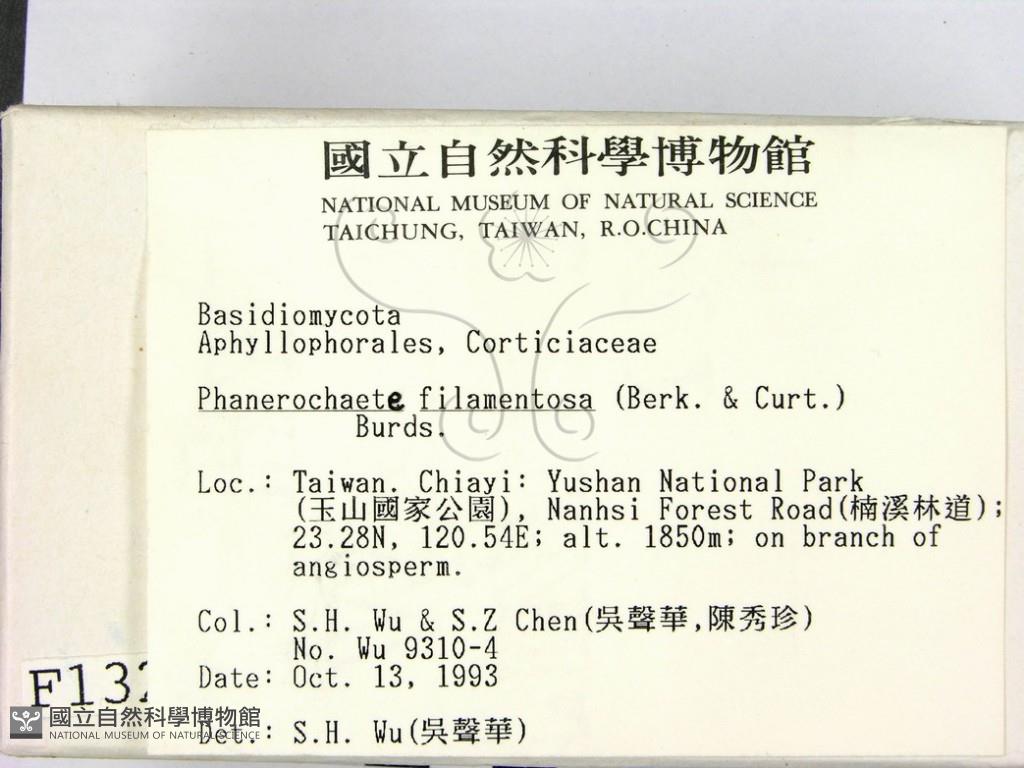 國立自然科學博物館
NATIONAL MUSEUM OF NATURAL SCIENCE
TAICHUNG, TAIWAN, R.O.CHINA
Basidiomycota
Aphyllophorales, Corticiaceae
Phanerochaete filamentosa (Berk. & Curt.)
Burds.
Loc.: Taiwan. Chiayi: Yushan National Park
(玉山國家公園), Nanhsi Forest Road(楠溪林道);
23.28N, 120.54E; alt. 1850m; on branch of
angiosperm.
Col.: S.H. Wu & S.Z Chen(吳聲華,陳秀珍)
No. Wu 9310-4
Date: Oct. 13, 1993
Det.: S.H. Wu(吳聲華)
國立自然科學博物館
NATIONAL MUSEUM OF NATURAL SCIENCE